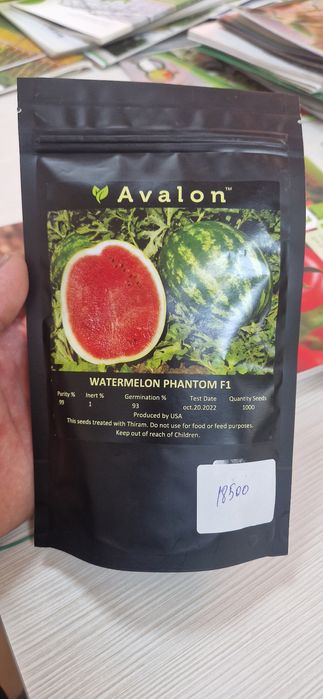 Avalon™
WATERMELON PHANTOM F1
Purity % Inert % Germination % Test Date Quantity Seeds
99 1 93 oct.20.2022 1000
Produced by USA
This seeds treated with Thiram. Do not use for food or feed purposes.
Keep out of reach of Children.
18500